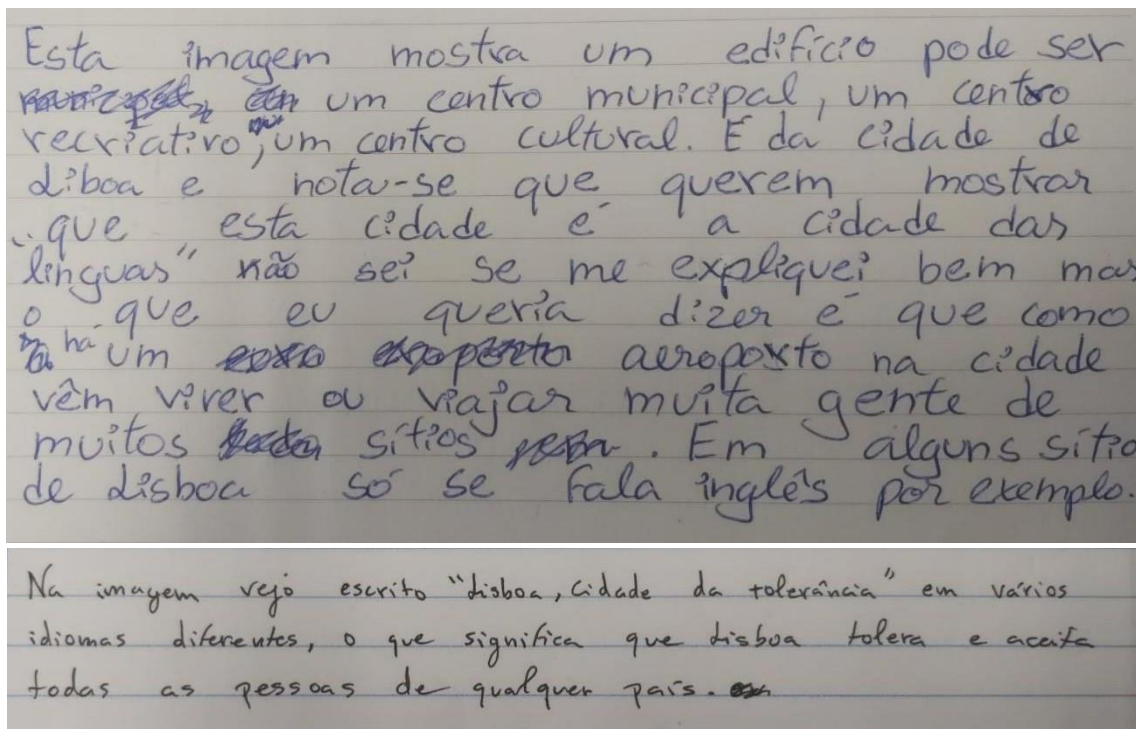 Esta imagem mostra um edifício pode ser
um centro municipal, um centro
recriativo, um centro cultural. É da cidade de
Liboa e nota-se que querem mostrar
"que esta cidade é a cidade das
linguas" não sei se me expliquei bem mas
o que eu queria dizer é que como
há um aeroporto na cidade
vêm viver ou viajar muita gente de
muitos sítios. Em alguns sítio
de Lisboa só se fala inglês por exemplo.
Na imagem vejo escrito "Lisboa, Cidade da tolerância" em vários
idiomas diferentes, o que significa que Lisboa tolera e aceita
todas as pessoas de qualquer país.